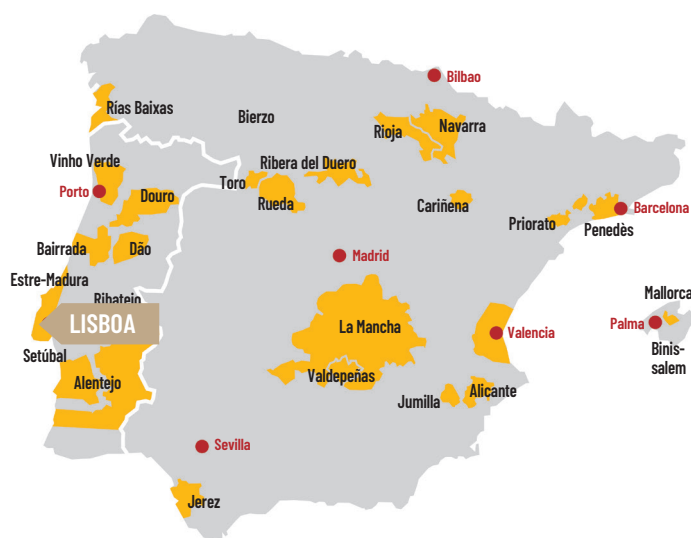 Bilbao
Rías Baixas
Bierzo
Rioja
Navarra
Vinho Verde
Ribera del Duero
Toro
Porto
Douro
Rueda
Cariñena
Priorato
Barcelona
Penedès
Bairrada
Dão
Madrid
Estre-Madura
Ribatejo
Mallorca
LISBOA
La Mancha
Valencia
Palma
Setúbal
Binis-
salem
Alentejo
Valdepeñas
Alicante
Jumilla
Sevilla
Jerez